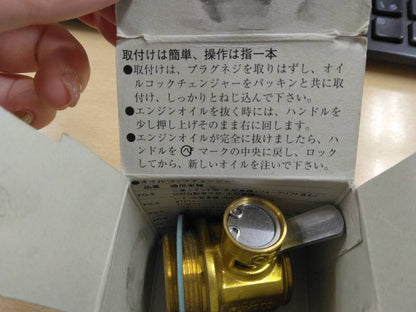 取付けは簡単、操作は指一本
●取付けは、プラグネジを取りはずし、オイ
ルコックチェンジャーをパッキンと共に取
付け、しっかりとねじ込んで下さい。
●エンジンオイルを抜く時には、ハンドルを
少し押し上げそのまま右に回します。
●エンジンオイルが完全に抜けましたら、ハ
ンドルを マークの中央に戻し、ロック
してから、新しいオイルを注いで下さい。